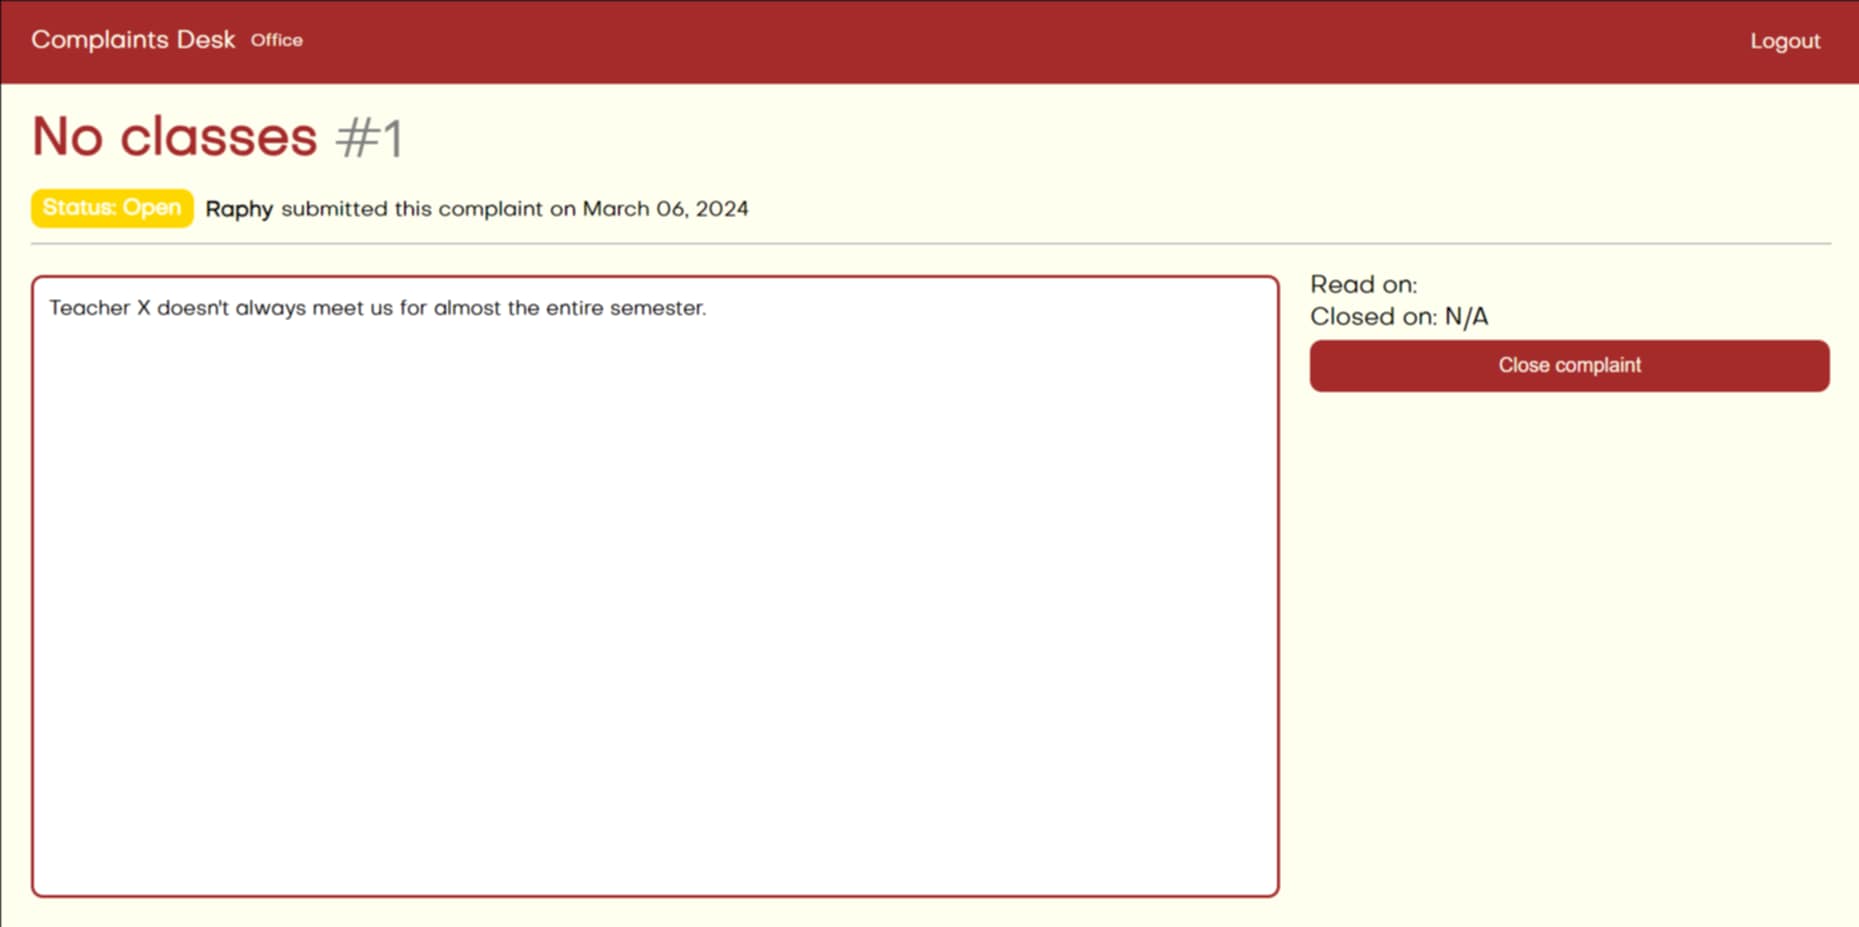 Complaints Desk Office Logout
No classes #1
Status: Open Raphy submitted this complaint on March 06, 2024
Teacher X doesn't always meet us for almost the entire semester.
Read on:
Closed on: N/A
Close complaint